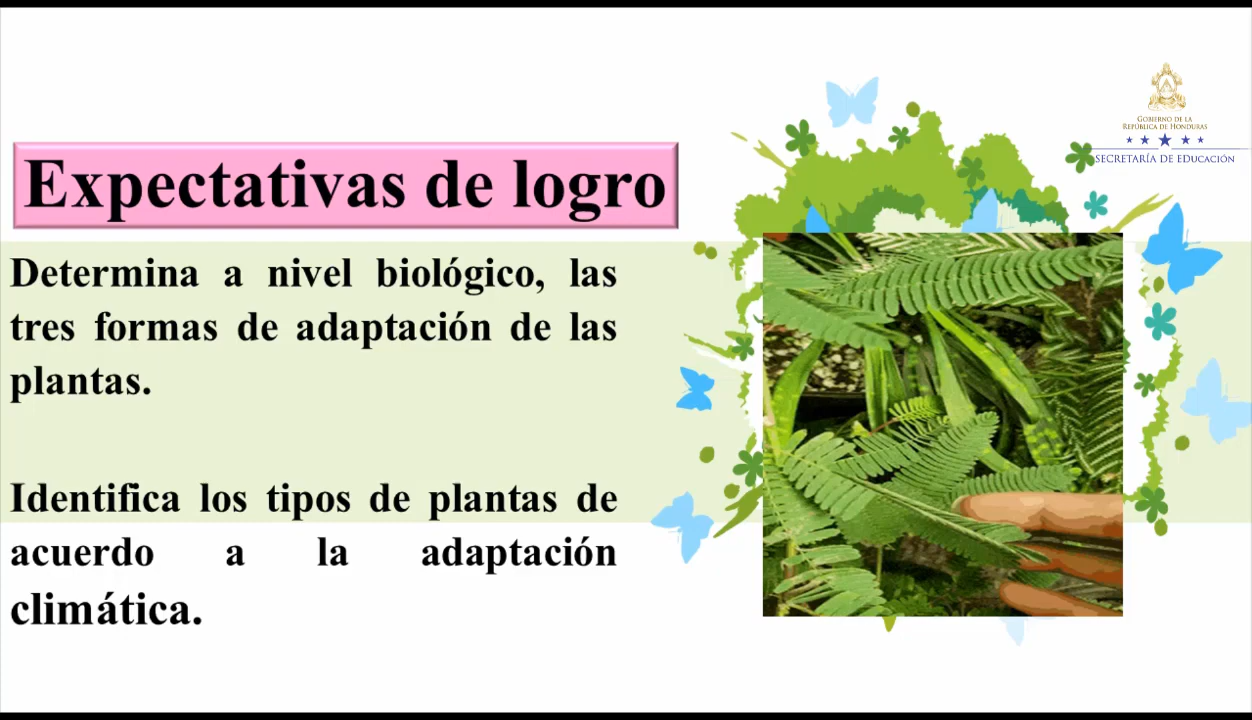 GOBIERNO DE LA
REPÚBLICA DE HONDURAS
SECRETARÍA DE EDUCACIÓN
Expectativas de logro
Determina a nivel biológico, las
tres formas de adaptación de las
plantas.
Identifica los tipos de plantas de
acuerdo a la adaptación
climática.